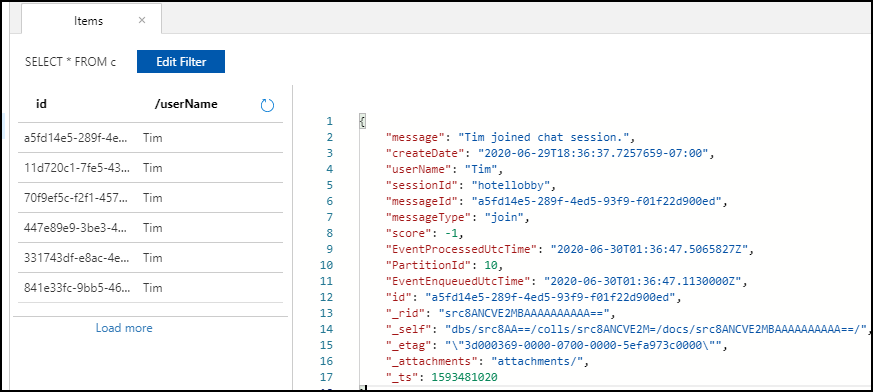 Items ×
SELECT * FROM c Edit Filter
id /userName
a5fd14e5-289f-4e... Tim
11d720c1-7fe5-43... Tim
70f9ef5c-f2f1-457... Tim
447e89e9-3be3-4... Tim
331743df-e8ac-4e... Tim
841e33fc-9bb5-46... Tim
Load more
1 {
2 "message": "Tim joined chat session.",
3 "createDate": "2020-06-29T18:36:37.7257659-07:00",
4 "userName": "Tim",
5 "sessionId": "hotellobby",
6 "messageId": "a5fd14e5-289f-4ed5-93f9-f01f22d900ed",
7 "messageType": "join",
8 "score": -1,
9 "EventProcessedUtcTime": "2020-06-30T01:36:47.5065827Z",
10 "PartitionId": 10,
11 "EventEnqueuedUtcTime": "2020-06-30T01:36:47.1130000Z",
12 "id": "a5fd14e5-289f-4ed5-93f9-f01f22d900ed",
13 "_rid": "src8ANCVE2MBAAAAAAAAAA==",
14 "_self": "dbs/src8AA==/colls/src8ANCVE2M=/docs/src8ANCVE2MBAAAAAAAAAA==/",
15 "_etag": "\"3d000369-0000-0700-0000-5efa973c0000\"",
16 "_attachments": "attachments/",
17 "_ts": 1593481020